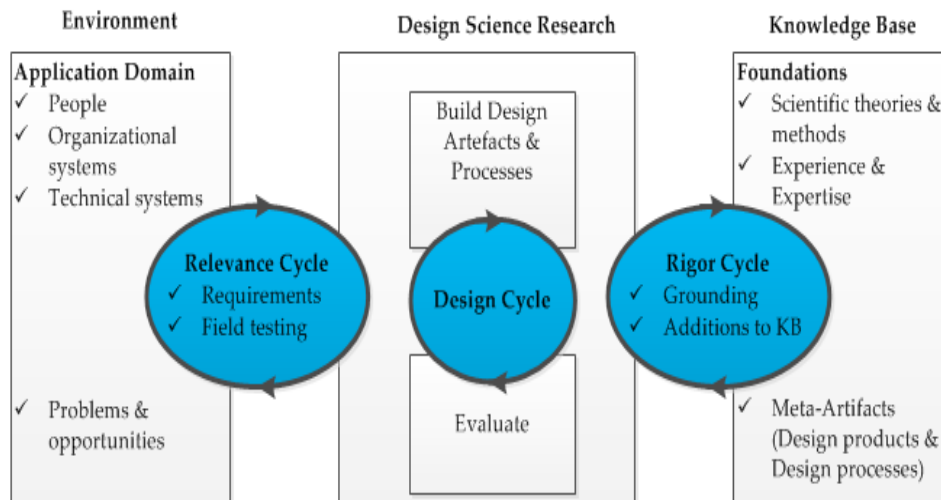 Environment
Design Science Research
Knowledge Base
Application Domain
✓ People
✓ Organizational
systems
✓ Technical systems
✓ Problems &
opportunities
Relevance Cycle
✓ Requirements
✓ Field testing
Build Design
Artefacts &
Processes
Design Cycle
Evaluate
Rigor Cycle
✓ Grounding
✓ Additions to KB
Foundations
✓ Scientific theories &
methods
✓ Experience &
Expertise
✓ Meta-Artifacts
(Design products &
Design processes)